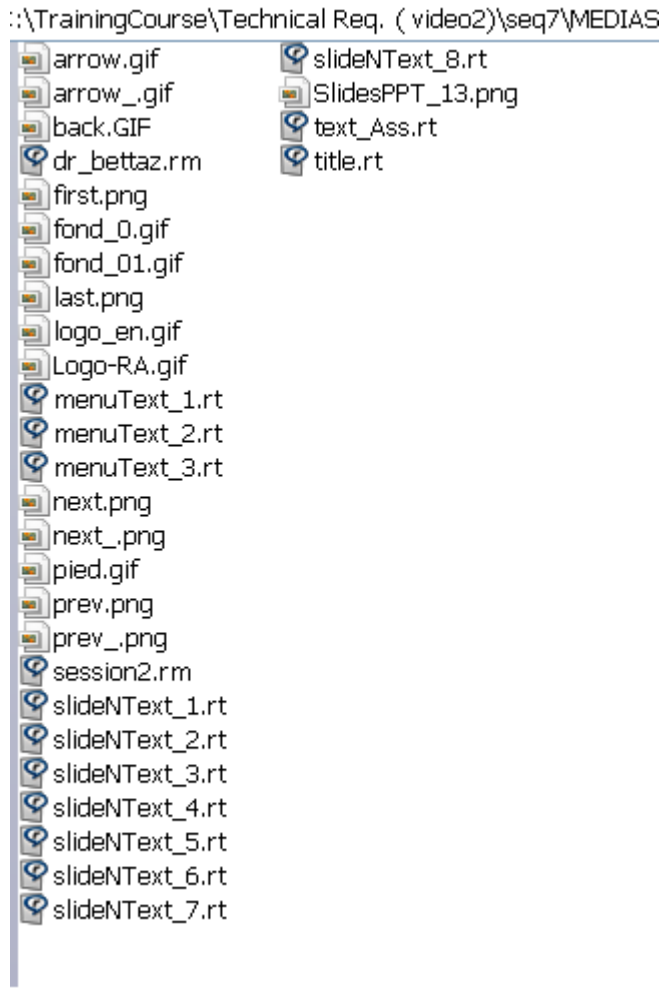 :\TrainingCourse\Technical Req. ( video2)\seq7\MEDIAS
arrow.gif
arrow_.gif
back.GIF
dr_bettaz.rm
first.png
fond_0.gif
fond_01.gif
last.png
logo_en.gif
Logo-RA.gif
menuText_1.rt
menuText_2.rt
menuText_3.rt
next.png
next_.png
pied.gif
prev.png
prev_.png
session2.rm
slideNText_1.rt
slideNText_2.rt
slideNText_3.rt
slideNText_4.rt
slideNText_5.rt
slideNText_6.rt
slideNText_7.rt
slideNText_8.rt
SlidesPPT_13.png
text_Ass.rt
title.rt